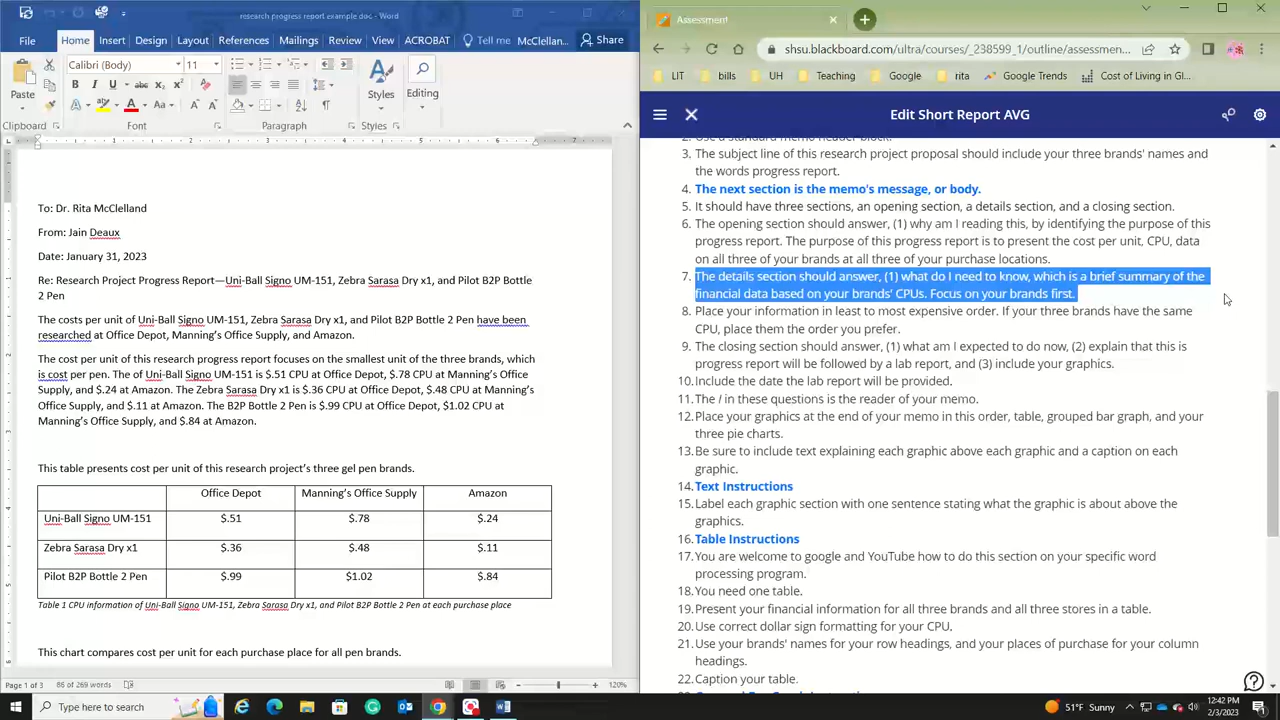 research progress report example.doc - Word
File
Insert
Design
Layout
References
Mailings
Review
View
ACROBAT
McClellan...
Share
Paste
Calibri (Body)
11
Styles
Editing
Clipboard
Font
Paragraph
Styles
To: Dr. Rita McClelland
From: Jain Deaux
Date: January 31, 2023
Re: Research Project Progress Report—Uni-Ball Signo UM-151, Zebra Sarasa Dry x1, and Pilot B2P Bottle
2 Pen
The costs per unit of Uni-Ball Signo UM-151, Zebra Sarasa Dry x1, and Pilot B2P Bottle 2 Pen have been
researched at Office Depot, Manning's Office Supply, and Amazon.
The cost per unit of this research progress report focuses on the smallest unit of the three brands, which
is cost per pen. The of Uni-Ball Signo UM-151 is $.51 CPU at Office Depot, $.78 CPU at Manning's Office
Supply, and $.24 at Amazon. The Zebra Sarasa Dry x1 is $.36 CPU at Office Depot, $.48 CPU at Manning's
Office Supply, and $.11 at Amazon. The B2P Bottle 2 Pen is $.99 CPU at Office Depot, $1.02 CPU at
Manning's Office Supply, and $.84 at Amazon.
This table presents cost per unit of this research project's three gel pen brands.
Office Depot Manning's Office Supply Amazon
Uni-Ball Signo UM-151 $.51 $.78 $.24
Zebra Sarasa Dry x1 $.36 $.48 $.11
Pilot B2P Bottle 2 Pen $.99 $1.02 $.84
Table 1 CPU information of Uni-Ball Signo UM-151, Zebra Sarasa Dry x1, and Pilot B2P Bottle 2 Pen at each purchase place
This chart compares cost per unit for each purchase place for all pen brands.
Page 1 of 3 86 of 269 words
120%
Assessment
shsu.blackboard.com/ultra/courses/_238599_1/outline/assessmen...
LIT
UH
Teaching
Google
Google Trends
Cost of Living in Gl...
Edit Short Report AVG
2. Use a standard memo header block.
3. The subject line of this research project proposal should include your three brands' names and
the words progress report.
4. The next section is the memo's message, or body.
5. It should have three sections, an opening section, a details section, and a closing section.
6. The opening section should answer, (1) why am I reading this, by identifying the purpose of this
progress report. The purpose of this progress report is to present the cost per unit, CPU, data
on all three of your brands at all three of your purchase locations.
7. The details section should answer, (1) what do I need to know, which is a brief summary of the
financial data based on your brands' CPUs. Focus on your brands first.
8. Place your information in least to most expensive order. If your three brands have the same
CPU, place them the order you prefer.
9. The closing section should answer, (1) what am I expected to do now, (2) explain that this is
progress report will be followed by a lab report, and (3) include your graphics.
10. Include the date the lab report will be provided.
11. The I in these questions is the reader of your memo.
12. Place your graphics at the end of your memo in this order, table, grouped bar graph, and your
three pie charts.
13. Be sure to include text explaining each graphic above each graphic and a caption on each
graphic.
14. Text Instructions
15. Label each graphic section with one sentence stating what the graphic is about above the
graphics.
16. Table Instructions
17. You are welcome to google and YouTube how to do this section on your specific word
processing program.
18. You need one table.
19. Present your financial information for all three brands and all three stores in a table.
20. Use correct dollar sign formatting for your CPU.
21. Use your brands' names for your row headings, and your places of purchase for your column
headings.
22. Caption your table.
Type here to search
51°F Sunny
12:42 PM
2/3/2023